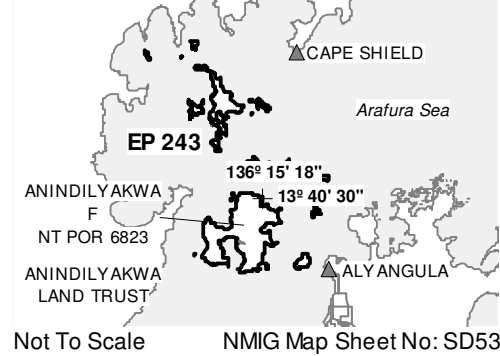 CAPE SHIELD
Arafura Sea
EP 243
136º 15' 18"
13º 40' 30"
ANINDILYAKWA
F
NT POR 6823
ANINDILYAKWA
LAND TRUST
ALYANGULA
Not To Scale
NMIG Map Sheet No: SD53